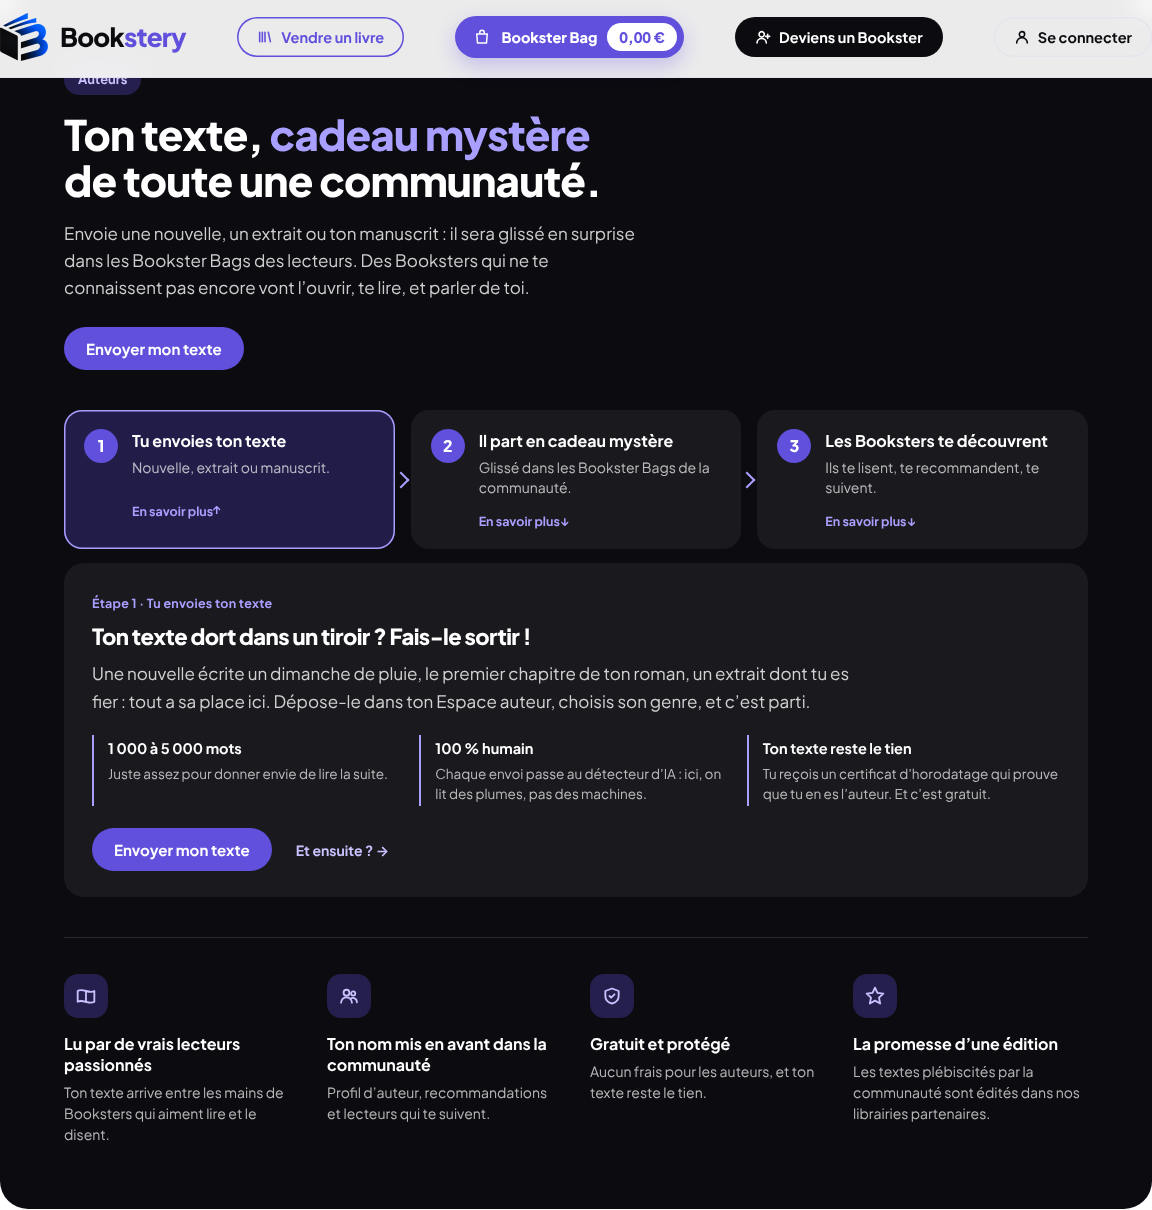 Bookstery
Vendre un livre
Bookster Bag 0,00 €
Deviens un Bookster
Se connecter
Auteurs
Ton texte, cadeau mystère
de toute une communauté.
Envoie une nouvelle, un extrait ou ton manuscrit : il sera glissé en surprise
dans les Bookster Bags des lecteurs. Des Booksters qui ne te
connaissent pas encore vont l’ouvrir, te lire, et parler de toi.
Envoyer mon texte
1
Tu envoies ton texte
Nouvelle, extrait ou manuscrit.
En savoir plus↑
2
Il part en cadeau mystère
Glissé dans les Bookster Bags de la
communauté.
En savoir plus↓
3
Les Booksters te découvrent
Ils te lisent, te recommandent, te
suivent.
En savoir plus↓
Étape 1 · Tu envoies ton texte
Ton texte dort dans un tiroir ? Fais-le sortir !
Une nouvelle écrite un dimanche de pluie, le premier chapitre de ton roman, un extrait dont tu es
fier : tout a sa place ici. Dépose-le dans ton Espace auteur, choisis son genre, et c’est parti.
1 000 à 5 000 mots
Juste assez pour donner envie de lire la suite.
100 % humain
Chaque envoi passe au détecteur d’IA : ici, on
lit des plumes, pas des machines.
Ton texte reste le tien
Tu reçois un certificat d’horodatage qui prouve
que tu en es l’auteur. Et c’est gratuit.
Envoyer mon texte
Et ensuite ? →
Lu par de vrais lecteurs
passionnés
Ton texte arrive entre les mains de
Booksters qui aiment lire et le
disent.
Ton nom mis en avant dans la
communauté
Profil d’auteur, recommandations
et lecteurs qui te suivent.
Gratuit et protégé
Aucun frais pour les auteurs, et ton
texte reste le tien.
La promesse d’une édition
Les textes plébiscités par la
communauté sont édités dans nos
librairies partenaires.